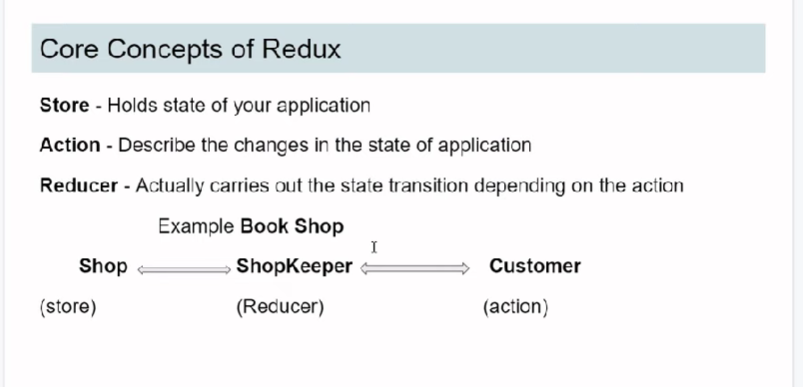 Core Concepts of Redux
Store - Holds state of your application
Action - Describe the changes in the state of application
Reducer - Actually carries out the state transition depending on the action
Example Book Shop
Shop ShopKeeper Customer
(store) (Reducer) (action)